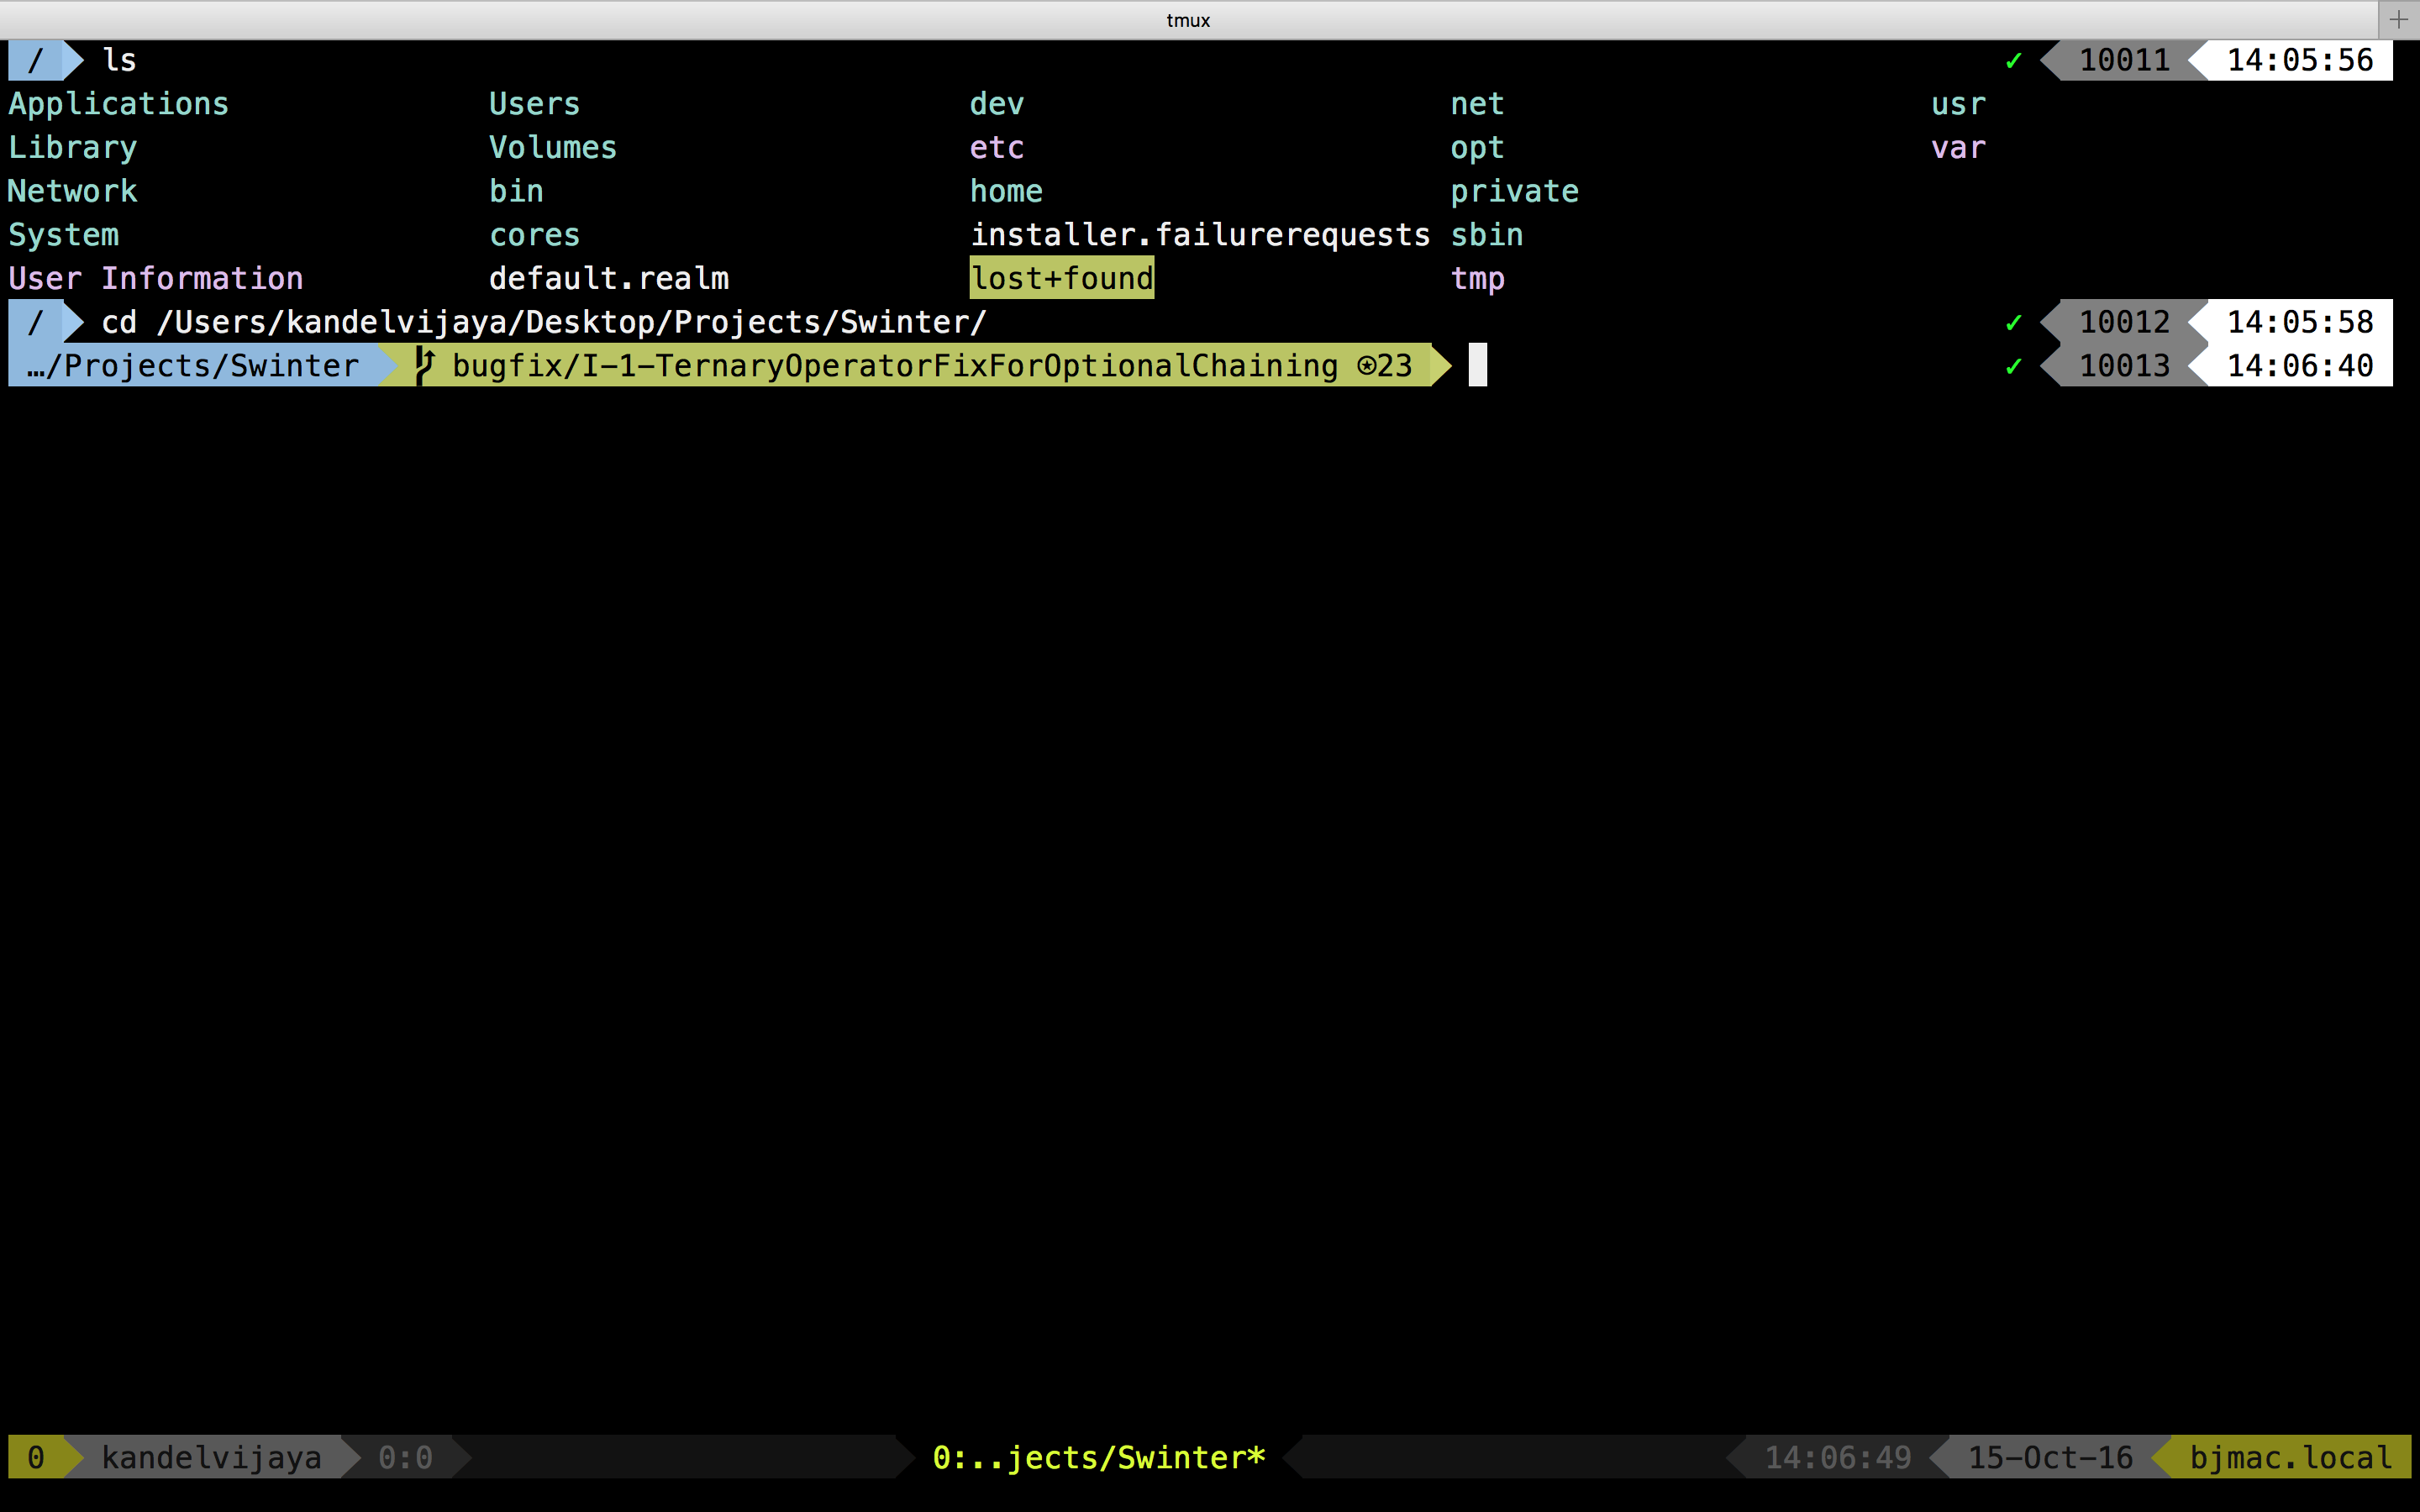 tmux
/ ls ✓ 10011 14:05:56
Applications Users dev net usr
Library Volumes etc opt var
Network bin home private
System cores installer.failurerequests sbin
User Information default.realm lost+found tmp
/ cd /Users/kandelvijaya/Desktop/Projects/Swinter/ ✓ 10012 14:05:58
…/Projects/Swinter bugfix/I-1-TernaryOperatorFixForOptionalChaining ⍟23 ✓ 10013 14:06:40
0 kandelvijaya 0:0 0:..jects/Swinter* 14:06:49 15-Oct-16 bjmac.local